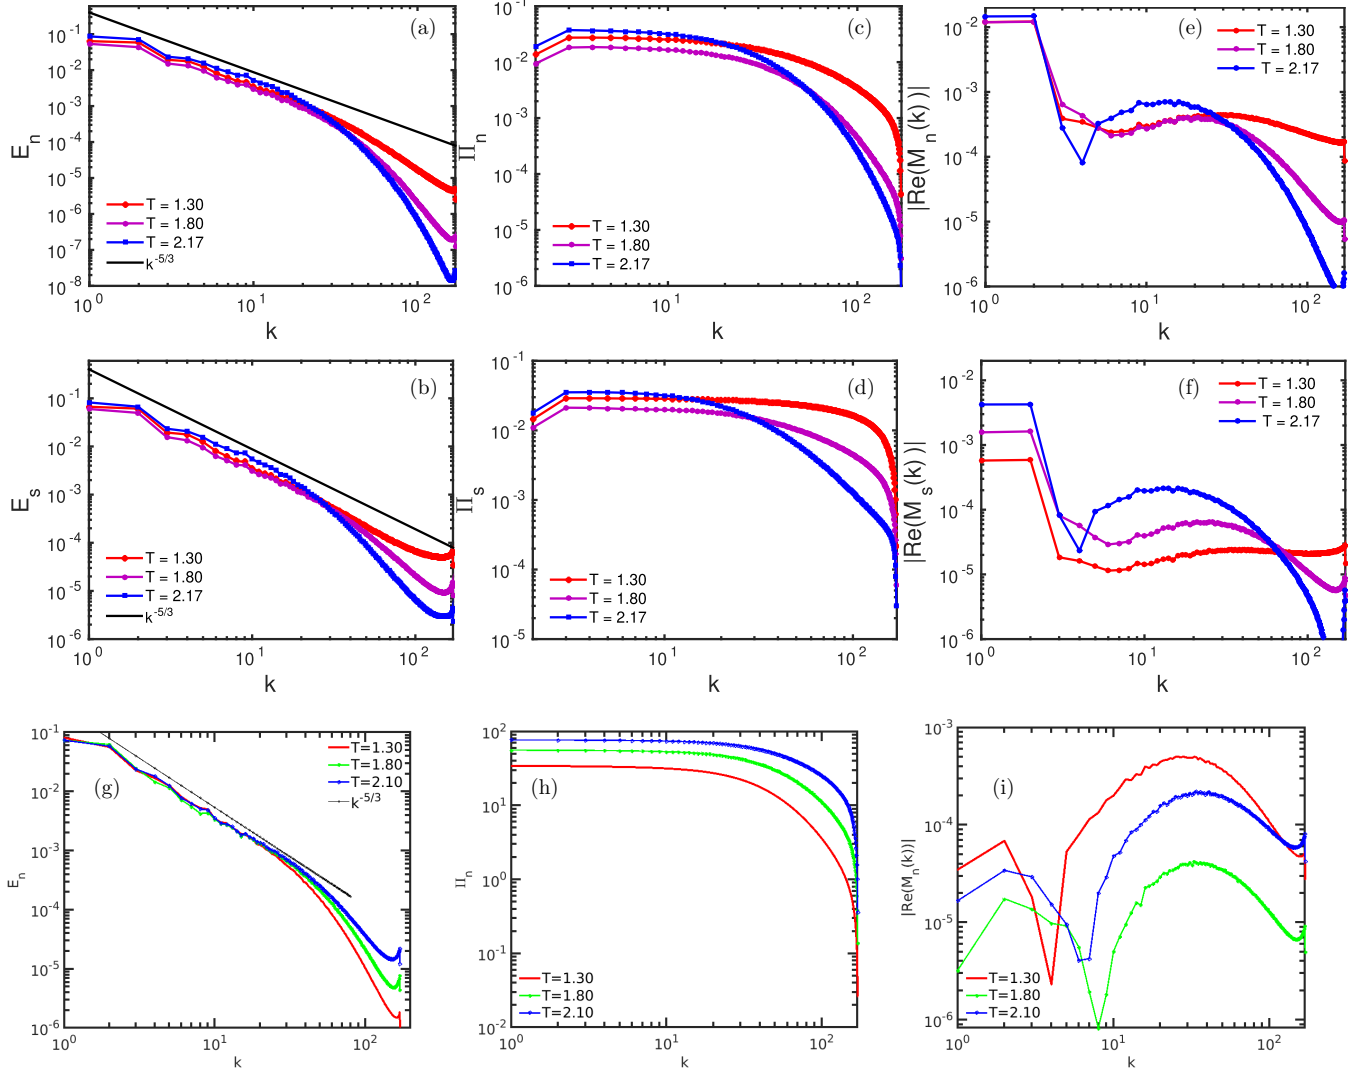 (a)
E_n
10^-1
10^-2
10^-3
10^-4
10^-5
10^-6
10^-7
10^-8
T = 1.30
T = 1.80
T = 2.17
k^-5/3
10^0
10^1
10^2
k
(c)
Π_n
10^-1
10^-2
10^-3
10^-4
10^-5
10^-6
T = 1.30
T = 1.80
T = 2.17
10^1
10^2
k
(e)
|Re(M_n(k))|
10^-2
10^-3
10^-4
10^-5
10^-6
T = 1.30
T = 1.80
T = 2.17
10^0
10^1
10^2
k
(b)
E_s
10^-1
10^-2
10^-3
10^-4
10^-5
10^-6
T = 1.30
T = 1.80
T = 2.17
k^-5/3
10^0
10^1
10^2
k
(d)
Π_s
10^-1
10^-2
10^-3
10^-4
10^-5
T = 1.30
T = 1.80
T = 2.17
10^1
10^2
k
(f)
|Re(M_s(k))|
10^-2
10^-3
10^-4
10^-5
10^-6
T = 1.30
T = 1.80
T = 2.17
10^0
10^1
10^2
k
(g)
E_n
10^-1
10^-2
10^-3
10^-4
10^-5
10^-6
T=1.30
T=1.80
T=2.10
k^-5/3
10^0
10^1
10^2
k
(h)
Π_n
10^2
10^1
10^0
10^-1
10^-2
T=1.30
T=1.80
T=2.10
10^0
10^1
10^2
k
(i)
|Re(M_n(k))|
10^-3
10^-4
10^-5
10^-6
T=1.30
T=1.80
T=2.10
10^0
10^1
10^2
k